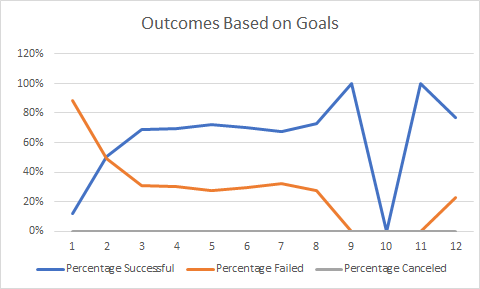 Outcomes Based on Goals
120%
100%
80%
60%
40%
20%
0%
1 2 3 4 5 6 7 8 9 10 11 12
Percentage Successful Percentage Failed Percentage Canceled